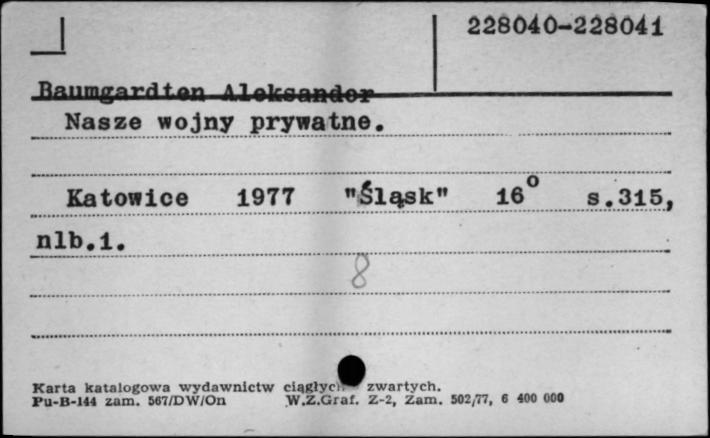 228040-228041
Baumgardten Aleksander
Nasze wojny prywatne.
Katowice 1977 "Śląsk" 16° s.315,
nlb.1.
8
Karta katalogowa wydawnictw zwartych.
Pu-B-144 zam. 567/DW/On W.Z.Graf. Z-2, Zam. 502/77, 6 400 000